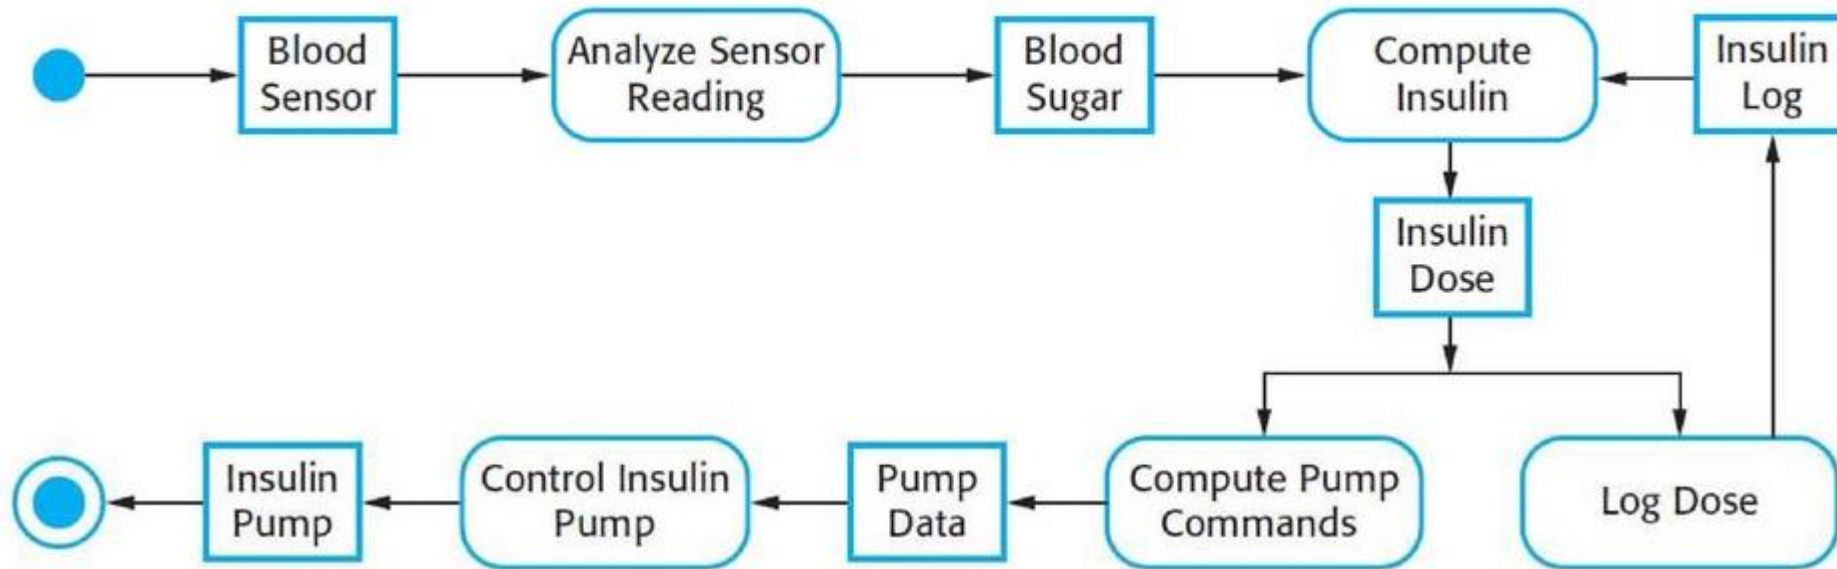 Blood
Sensor
Analyze Sensor
Reading
Blood
Sugar
Compute
Insulin
Insulin
Log
Insulin
Dose
Insulin
Pump
Control Insulin
Pump
Pump
Data
Compute Pump
Commands
Log Dose